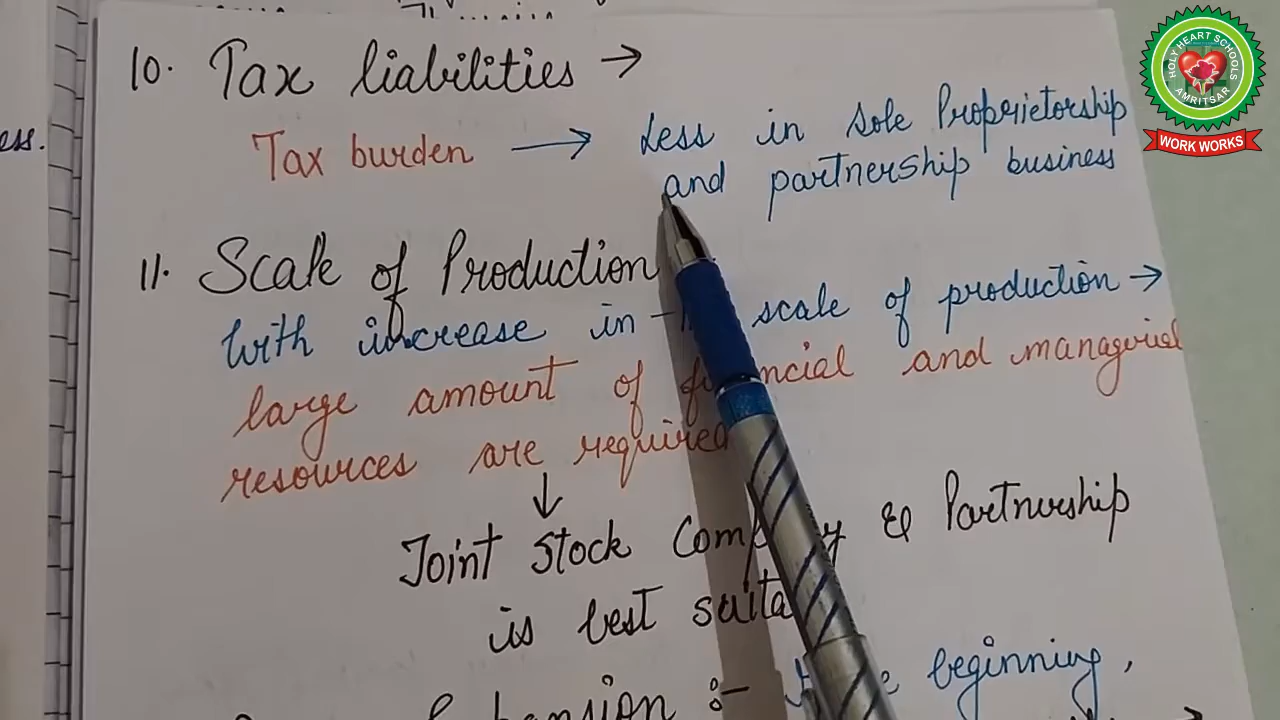 ess.
10. Tax liabilities →
Tax burden → Less in Sole Proprietorship
and partnership business
11. Scale of Production
With increase in scale of production →
large amount of financial and managerial
resources are required
↓
Joint Stock Company & Partnership
is best
beginning,
HOLY HEART SCHOOLS
AMRITSAR
WORK WORKS